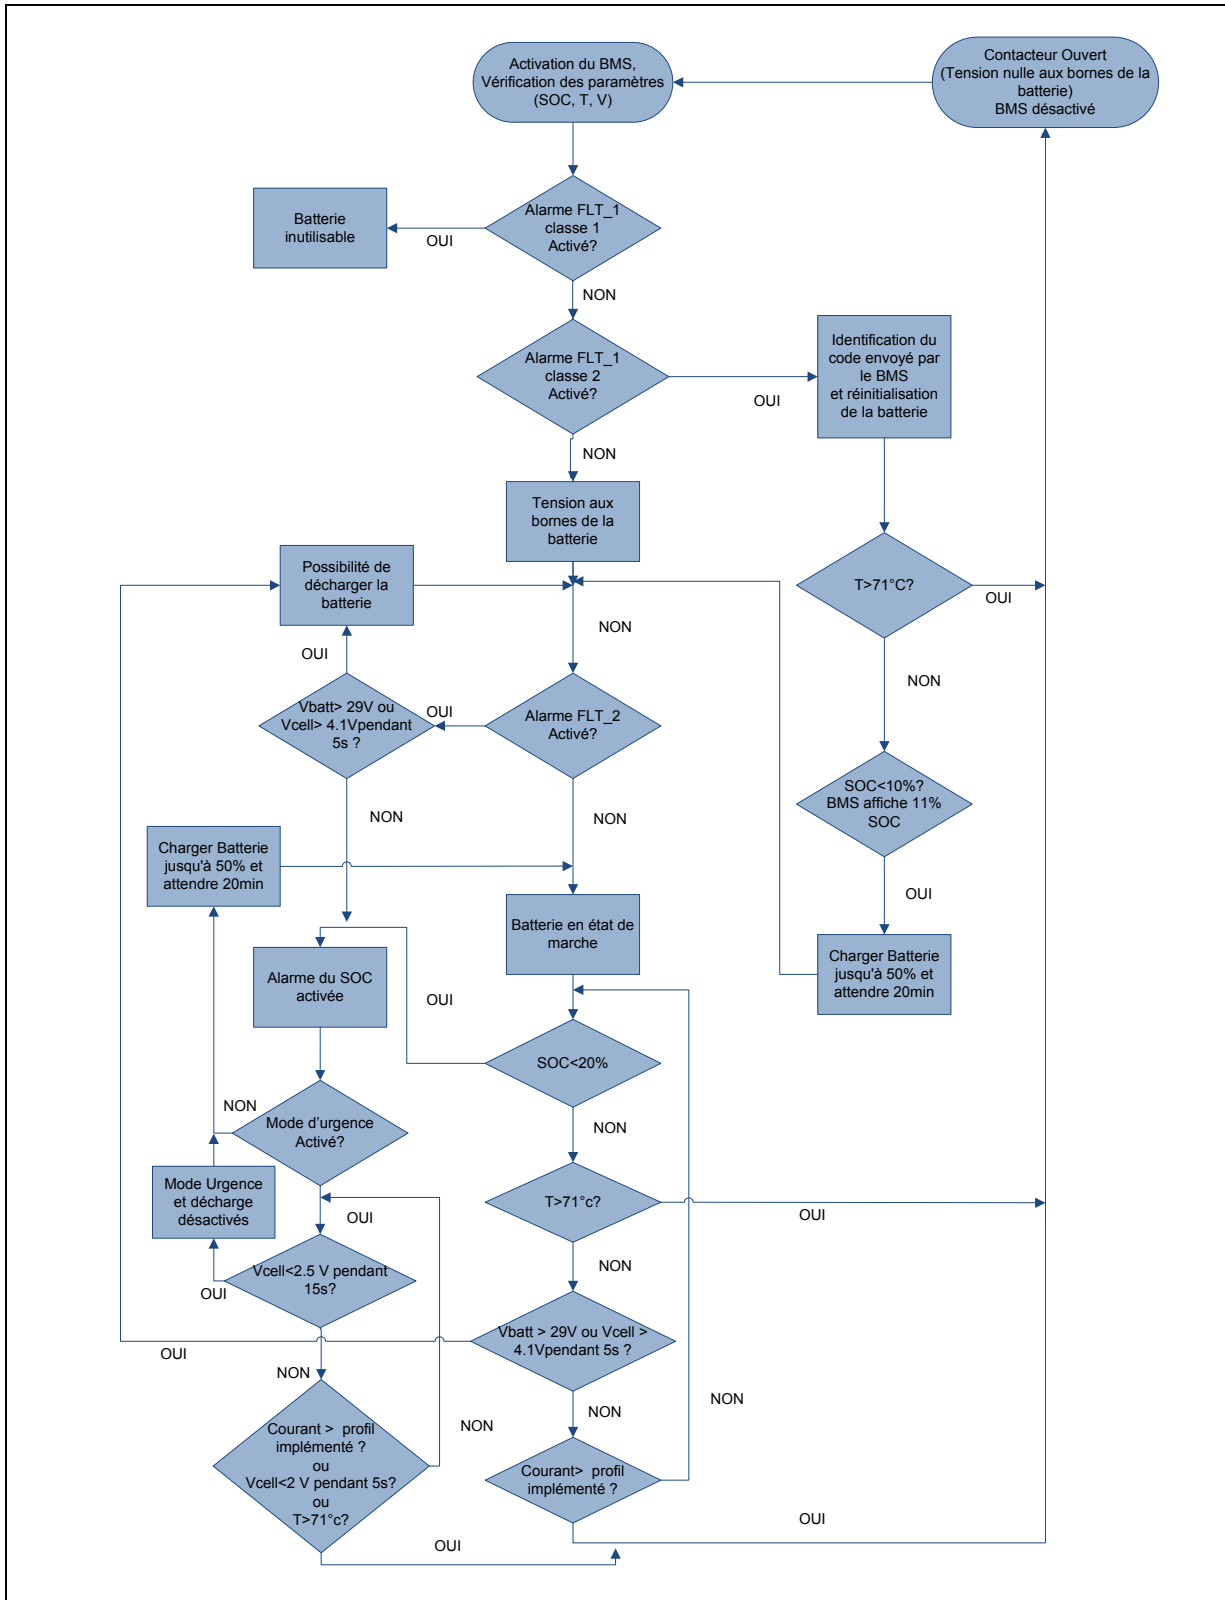 Activation du BMS,
Vérification des paramètres
(SOC, T, V)
Contacteur Ouvert
(Tension nulle aux bornes de la
batterie)
BMS désactivé
Alarme FLT_1
classe 1
Activé?
Batterie
inutilisable
OUI
NON
Alarme FLT_1
classe 2
Activé?
OUI
Identification du
code envoyé par
le BMS
et réinitialisation
de la batterie
NON
Tension aux
bornes de la
batterie
Possibilité de
décharger la
batterie
T>71°C?
OUI
NON
OUI
NON
Vbatt> 29V ou
Vcell> 4.1Vpendant
5s ?
OUI
Alarme FLT_2
Activé?
SOC<10%?
BMS affiche 11%
SOC
NON
NON
Charger Batterie
jusqu'à 50% et
attendre 20min
OUI
Batterie en état de
marche
Charger Batterie
jusqu'à 50% et
attendre 20min
Alarme du SOC
activée
OUI
SOC<20%
NON
Mode d'urgence
Activé?
NON
Mode Urgence
et décharge
désactivés
T>71°c?
OUI
OUI
NON
Vcell<2.5 V pendant
15s?
OUI
Vbatt > 29V ou Vcell >
4.1Vpendant 5s ?
OUI
NON
NON
NON
Courant > profil
implémenté ?
ou
Vcell<2 V pendant 5s?
ou
T>71°c?
NON
Courant> profil
implémenté ?
OUI
OUI